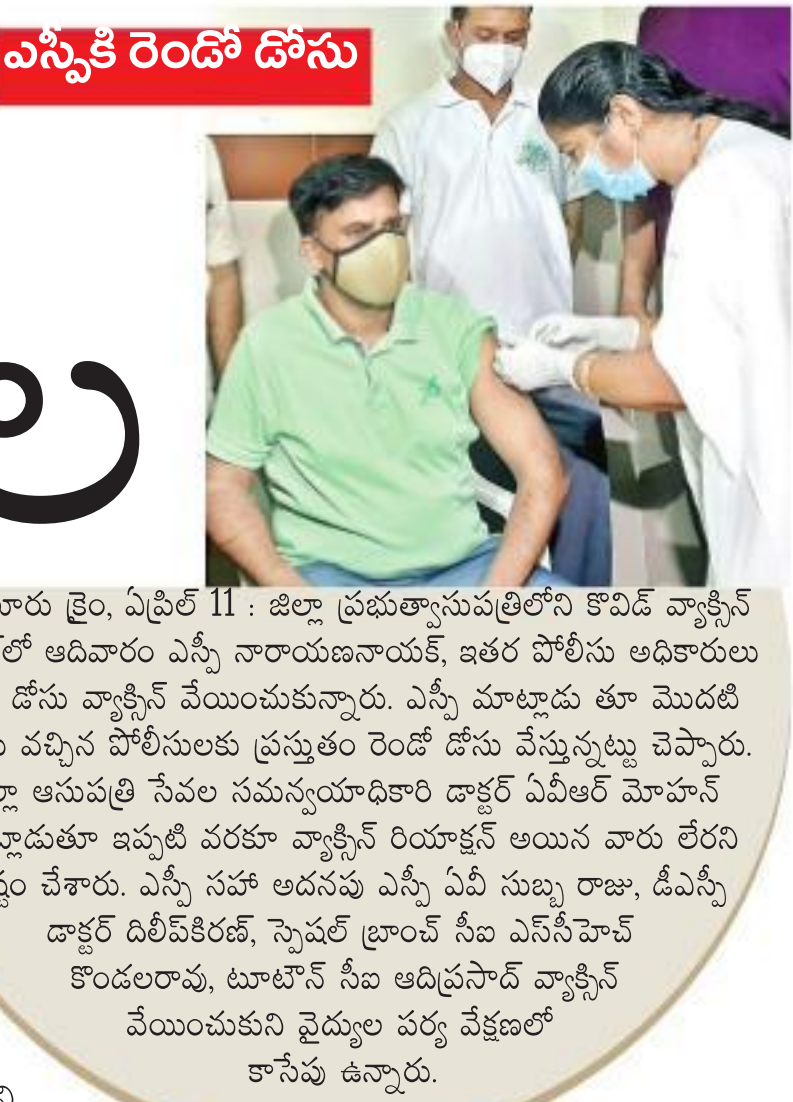 ఎస్పీకి రెండో డోసు
ల
క్రైం, ఏప్రిల్ 11 : జిల్లా ప్రభుత్వాసుపత్రిలోని కొవిడ్ వ్యాక్సిన్
ఆదివారం ఎస్పీ నారాయణనాయక్, ఇతర పోలీసు అధికారులు
డోసు వ్యాక్సిన్ వేయించుకున్నారు. ఎస్పీ మాట్లాడు తూ మొదటి
వచ్చిన పోలీసులకు ప్రస్తుతం రెండో డోసు వేస్తున్నట్టు చెప్పారు.
ఆసుపత్రి సేవల సమన్వయాధికారి డాక్టర్ ఏవీఆర్ మోహన్
ఇప్పటి వరకూ వ్యాక్సిన్ రియాక్షన్ అయిన వారు లేరని
చేశారు. ఎస్పీ సహా అదనపు ఎస్పీ ఏవీ సుబ్బ రాజు, డీఎస్పీ
డాక్టర్ దిలీప్‌కిరణ్, స్పెషల్ బ్రాంచ్ సీఐ ఎస్‌సీహెచ్
కొండలరావు, టూటౌన్ సీఐ ఆదిప్రసాద్ వ్యాక్సిన్
వేయించుకుని వైద్యుల పర్య వేక్షణలో
కాసేపు ఉన్నారు.